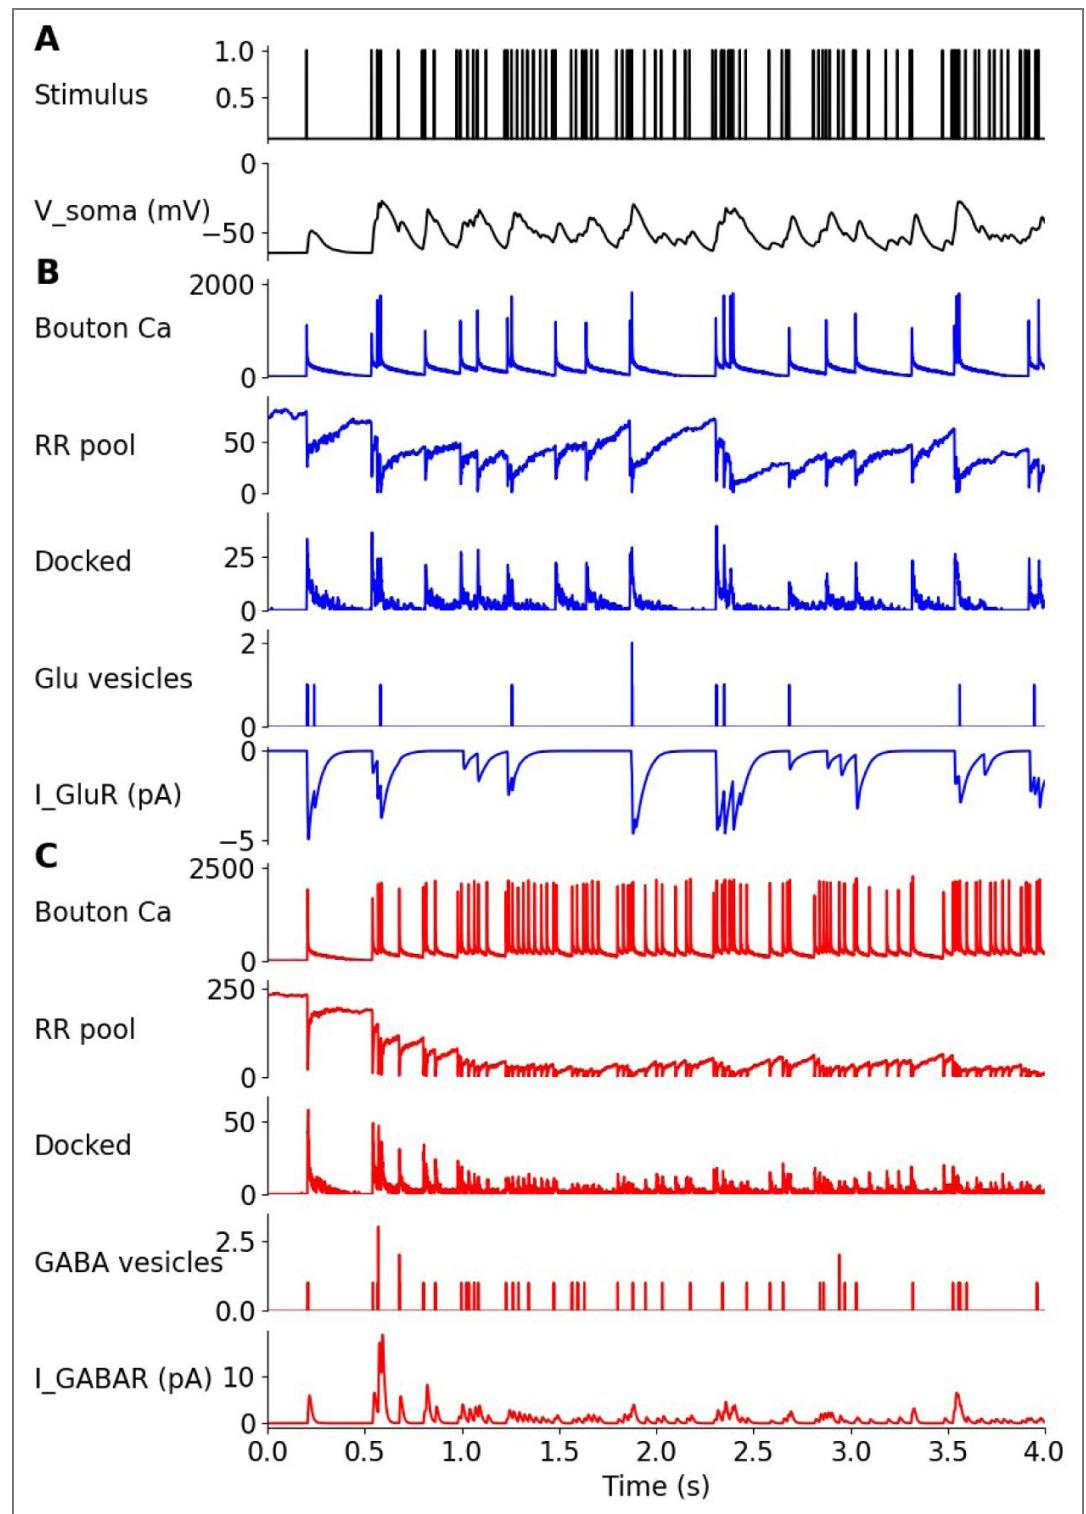 A
Stimulus
1.0
0.5
V_soma (mV)
0
−50
B
Bouton Ca
2000
0
RR pool
50
0
Docked
25
0
Glu vesicles
2
0
I_GluR (pA)
0
−5
C
Bouton Ca
2500
0
RR pool
250
0
Docked
50
0
GABA vesicles
2.5
0.0
I_GABAR (pA)
10
0
0.0 0.5 1.0 1.5 2.0 2.5 3.0 3.5 4.0
Time (s)